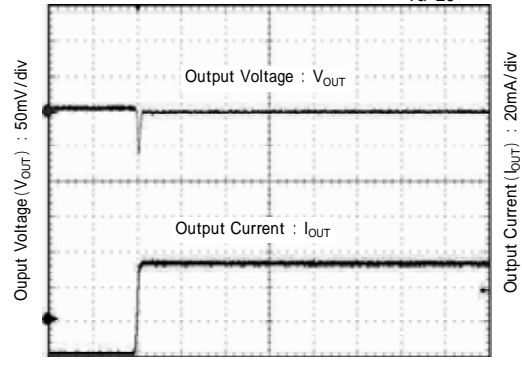 Output Voltage : VOUT
Output Current : IOUT
Ouput Voltage (VOUT) : 50mV/div
Output Current (IOUT) : 20mA/div